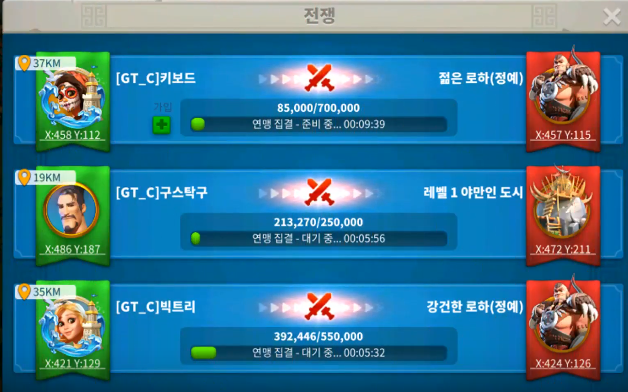 전쟁
37KM
[GT_C]키보드
젊은 로하(정예)
가입
85,000/700,000
연맹 집결 - 준비 중... 00:09:39
X:458 Y:112
X:457 Y:115
19KM
[GT_C]구스탁구
레벨 1 야만인 도시
213,270/250,000
연맹 집결 - 대기 중... 00:05:56
X:486 Y:187
X:472 Y:211
35KM
[GT_C]빅트리
강건한 로하(정예)
392,446/550,000
연맹 집결 - 대기 중... 00:05:32
X:421 Y:129
X:424 Y:126